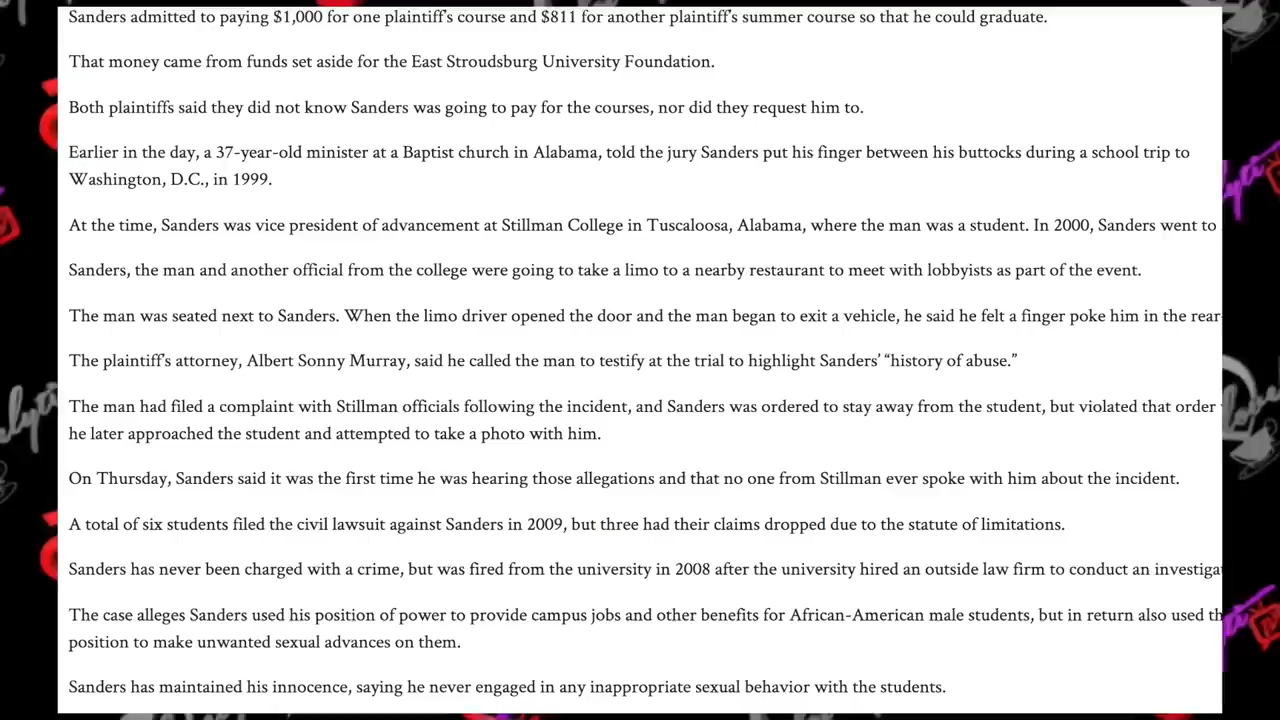 Sanders admitted to paying $1,000 for one plaintiff's course and $811 for another plaintiff's summer course so that he could graduate.
That money came from funds set aside for the East Stroudsburg University Foundation.
Both plaintiffs said they did not know Sanders was going to pay for the courses, nor did they request him to.
Earlier in the day, a 37-year-old minister at a Baptist church in Alabama, told the jury Sanders put his finger between his buttocks during a school trip to
Washington, D.C., in 1999.
At the time, Sanders was vice president of advancement at Stillman College in Tuscaloosa, Alabama, where the man was a student. In 2000, Sanders went to
Sanders, the man and another official from the college were going to take a limo to a nearby restaurant to meet with lobbyists as part of the event.
The man was seated next to Sanders. When the limo driver opened the door and the man began to exit a vehicle, he said he felt a finger poke him in the rear-
The plaintiff's attorney, Albert Sonny Murray, said he called the man to testify at the trial to highlight Sanders' “history of abuse.”
The man had filed a complaint with Stillman officials following the incident, and Sanders was ordered to stay away from the student, but violated that order
he later approached the student and attempted to take a photo with him.
On Thursday, Sanders said it was the first time he was hearing those allegations and that no one from Stillman ever spoke with him about the incident.
A total of six students filed the civil lawsuit against Sanders in 2009, but three had their claims dropped due to the statute of limitations.
Sanders has never been charged with a crime, but was fired from the university in 2008 after the university hired an outside law firm to conduct an investiga
The case alleges Sanders used his position of power to provide campus jobs and other benefits for African-American male students, but in return also used th
position to make unwanted sexual advances on them.
Sanders has maintained his innocence, saying he never engaged in any inappropriate sexual behavior with the students.